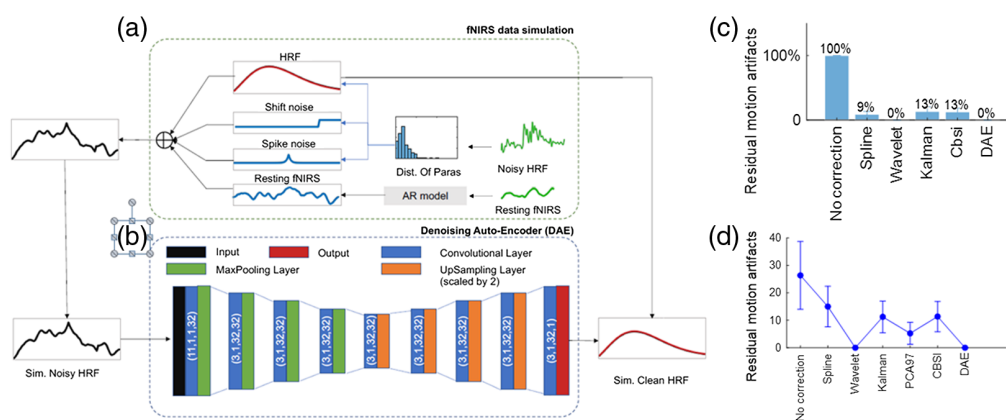 (a)
fNIRS data simulation
HRF
Shift noise
Spike noise
Resting fNIRS
Dist. Of Paras
Noisy HRF
AR model
Resting fNIRS
(b)
Denoising Auto-Encoder (DAE)
Input
Output
Convolutional Layer
MaxPooling Layer
UpSampling Layer
(scaled by 2)
(11,1,1,32)
(3,1,32,32)
(3,1,32,32)
(3,1,32,32)
(3,1,32,32)
(3,1,32,32)
(3,1,32,32)
(3,1,32,32)
(3,1,32,1)
Sim. Noisy HRF
Sim. Clean HRF
(c)
Residual motion artifacts
100%
0
100%
9%
0%
13%
13%
0%
No correction
Spline
Wavelet
Kalman
Cbsi
DAE
(d)
Residual motion artifacts
40
30
20
10
0
No correction
Spline
Wavelet
Kalman
PCA97
CBSI
DAE